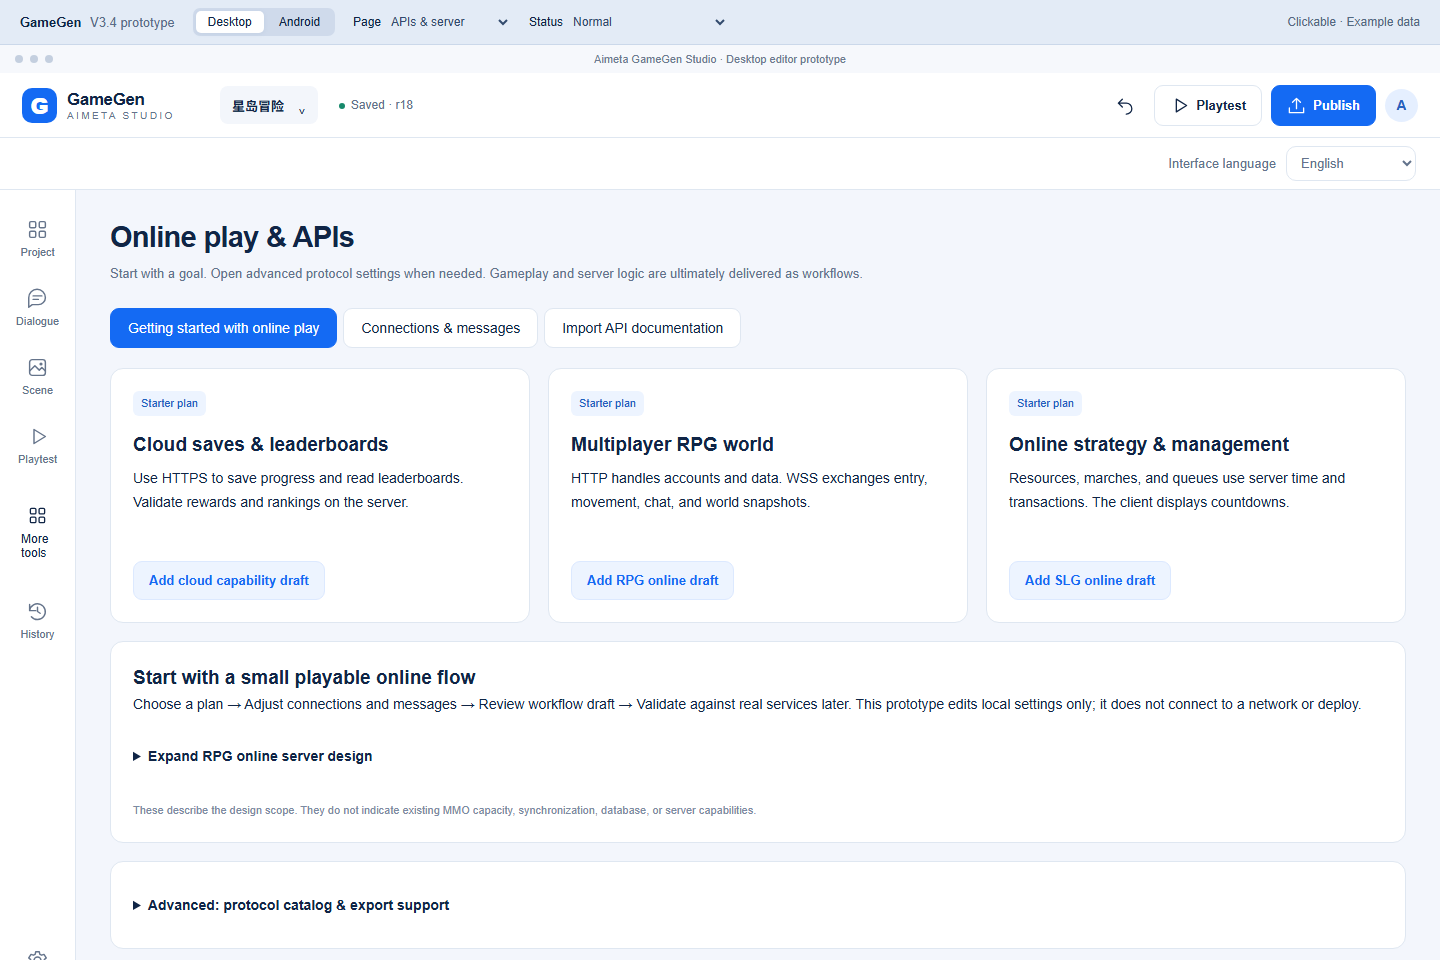 GameGen V3.4 prototype Desktop Android Page APIs & server Status Normal Clickable · Example data
Aimeta GameGen Studio · Desktop editor prototype
G GameGen
AIMETA STUDIO
星岛冒险
Saved · r18
Playtest
Publish
A
Interface language English
Project
Dialogue
Scene
Playtest
More
tools
History
Online play & APIs
Start with a goal. Open advanced protocol settings when needed. Gameplay and server logic are ultimately delivered as workflows.
Getting started with online play
Connections & messages
Import API documentation
Starter plan
Cloud saves & leaderboards
Use HTTPS to save progress and read leaderboards.
Validate rewards and rankings on the server.
Add cloud capability draft
Starter plan
Multiplayer RPG world
HTTP handles accounts and data. WSS exchanges entry,
movement, chat, and world snapshots.
Add RPG online draft
Starter plan
Online strategy & management
Resources, marches, and queues use server time and
transactions. The client displays countdowns.
Add SLG online draft
Start with a small playable online flow
Choose a plan → Adjust connections and messages → Review workflow draft → Validate against real services later. This prototype edits local settings only; it does not connect to a network or deploy.
Expand RPG online server design
These describe the design scope. They do not indicate existing MMO capacity, synchronization, database, or server capabilities.
Advanced: protocol catalog & export support